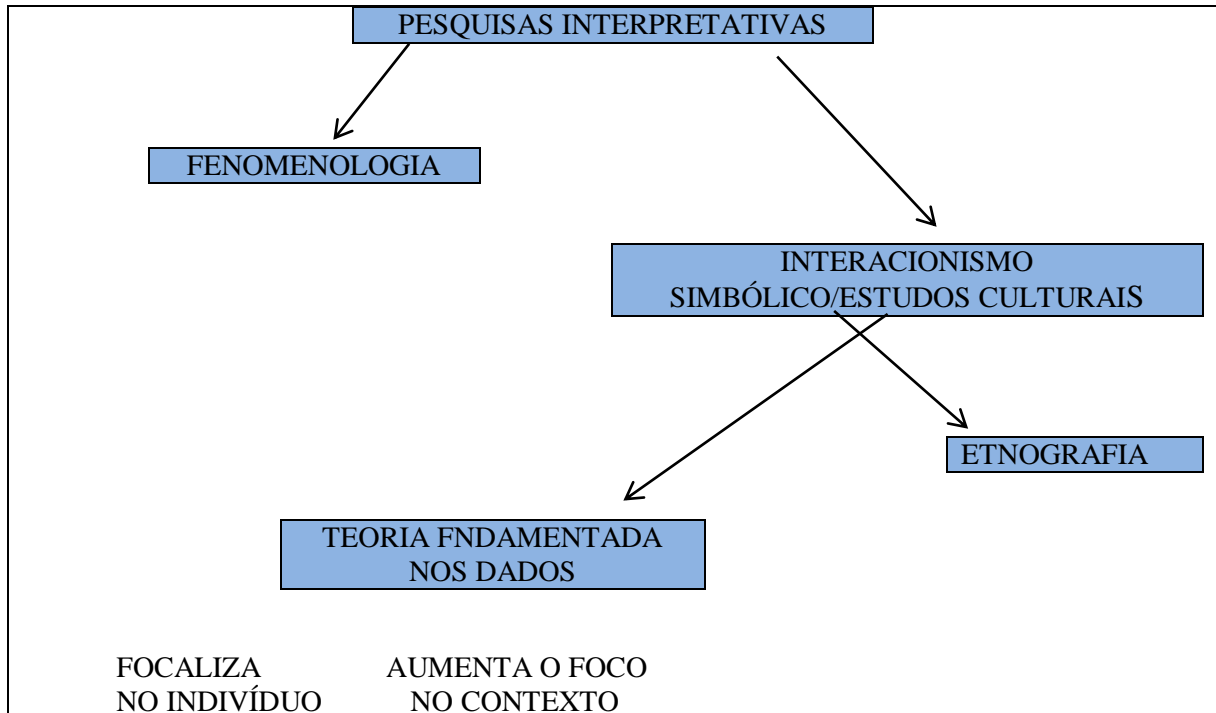 PESQUISAS INTERPRETATIVAS
FENOMENOLOGIA
INTERACIONISMO
SIMBÓLICO/ESTUDOS CULTURAIS
ETNOGRAFIA
TEORIA FNDAMENTADA
NOS DADOS
FOCALIZA AUMENTA O FOCO
NO INDIVÍDUO NO CONTEXTO